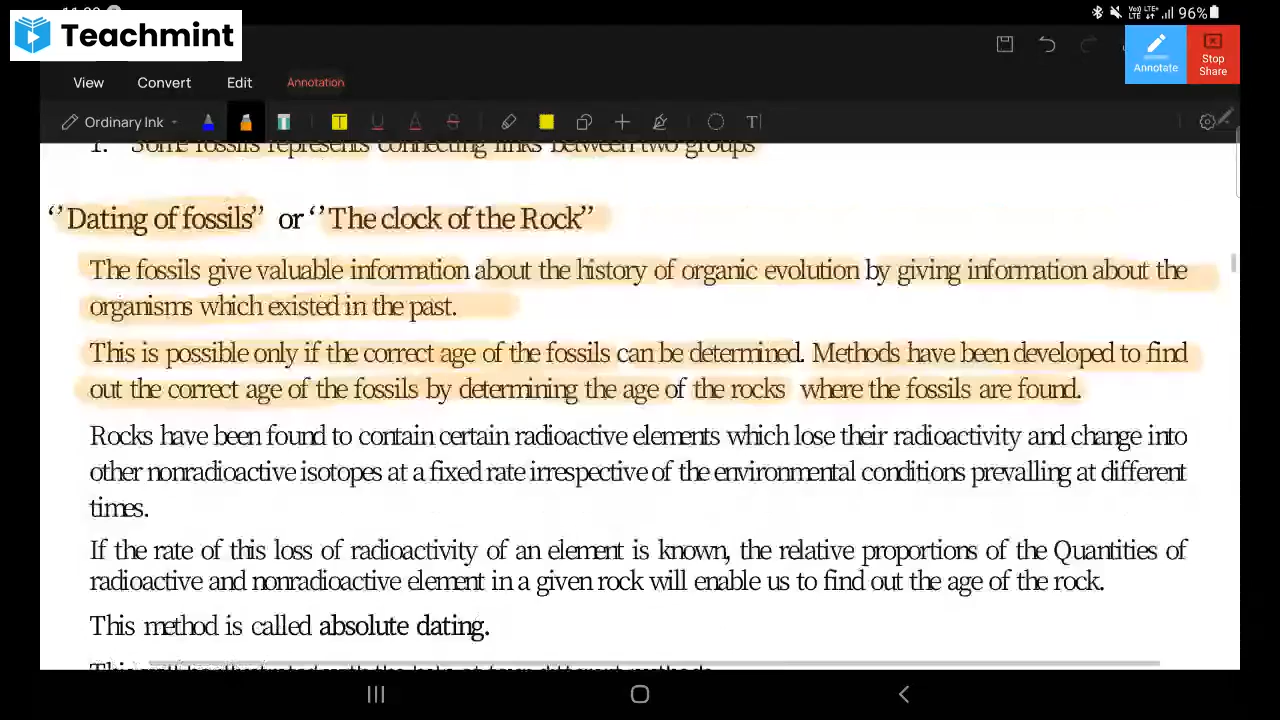 Teachmint
96%
Annotate
Stop
Share
View Convert Edit Annotation
Ordinary Ink
1. Some fossils represents connecting links between two groups
‘’Dating of fossils’’ or ‘’The clock of the Rock’’
The fossils give valuable information about the history of organic evolution by giving information about the
organisms which existed in the past.
This is possible only if the correct age of the fossils can be determined. Methods have been developed to find
out the correct age of the fossils by determining the age of the rocks where the fossils are found.
Rocks have been found to contain certain radioactive elements which lose their radioactivity and change into
other nonradioactive isotopes at a fixed rate irrespective of the environmental conditions prevalling at different
times.
If the rate of this loss of radioactivity of an element is known, the relative proportions of the Quantities of
radioactive and nonradioactive element in a given rock will enable us to find out the age of the rock.
This method is called absolute dating.